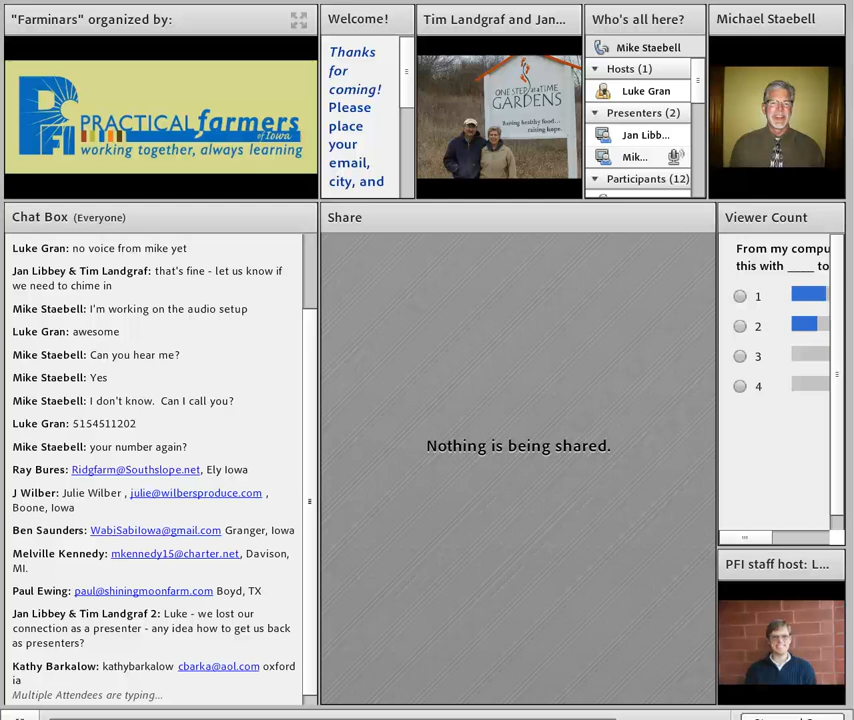 "Farminars" organized by:
PFI
PRACTICAL farmers
of Iowa
working together, always learning
Welcome!
Thanks
for
coming!
Please
place
your
email,
city, and
Tim Landgraf and Jan...
ONE STEP at a TIME
GARDENS
Raising healthy food...
raising hope.
Who's all here?
Mike Staebell
Hosts (1)
Luke Gran
Presenters (2)
Jan Libb...
Mik...
Participants (12)
Michael Staebell
Chat Box (Everyone)
Luke Gran: no voice from mike yet
Jan Libbey & Tim Landgraf: that's fine - let us know if
we need to chime in
Mike Staebell: I'm working on the audio setup
Luke Gran: awesome
Mike Staebell: Can you hear me?
Mike Staebell: Yes
Mike Staebell: I don't know. Can I call you?
Luke Gran: 5154511202
Mike Staebell: your number again?
Ray Bures: Ridgfarm@Southslope.net, Ely Iowa
J Wilber: Julie Wilber , julie@wilbersproduce.com ,
Boone, Iowa
Ben Saunders: WabiSabiIowa@gmail.com Granger, Iowa
Melville Kennedy: mkennedy15@charter.net, Davison,
MI.
Paul Ewing: paul@shiningmoonfarm.com Boyd, TX
Jan Libbey & Tim Landgraf 2: Luke - we lost our
connection as a presenter - any idea how to get us back
as presenters?
Kathy Barkalow: kathybarkalow cbarka@aol.com oxford
ia
Multiple Attendees are typing...
Share
Nothing is being shared.
Viewer Count
From my compu
this with ____ to
1
2
3
4
PFI staff host: L...